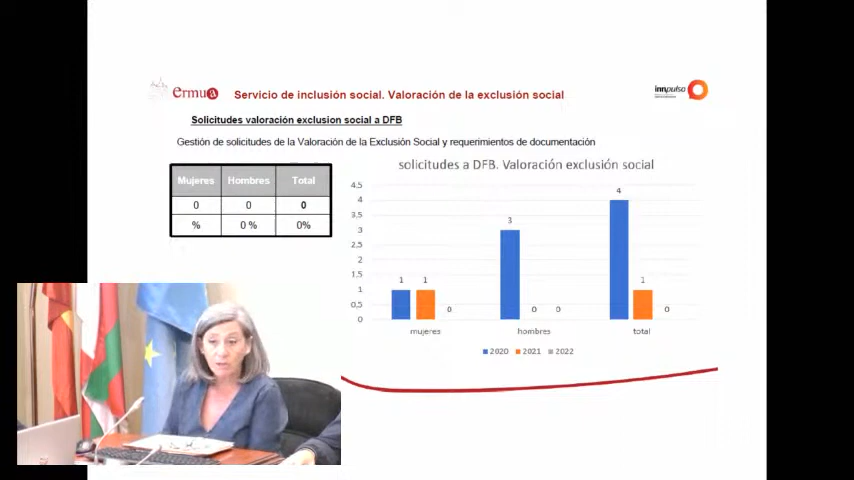 ermua
Servicio de inclusión social. Valoración de la exclusión social
innpulso
Solicitudes valoración exclusion social a DFB
Gestión de solicitudes de la Valoración de la Exclusión Social y requerimientos de documentación
Mujeres Hombres Total
0 0 0
% 0 % 0%
solicitudes a DFB. Valoración exclusión social
4,5
4
3,5
3
2,5
2
1,5
1
0,5
0
1 1 0
3 0 0
4 1 0
mujeres hombres total
2020 2021 2022